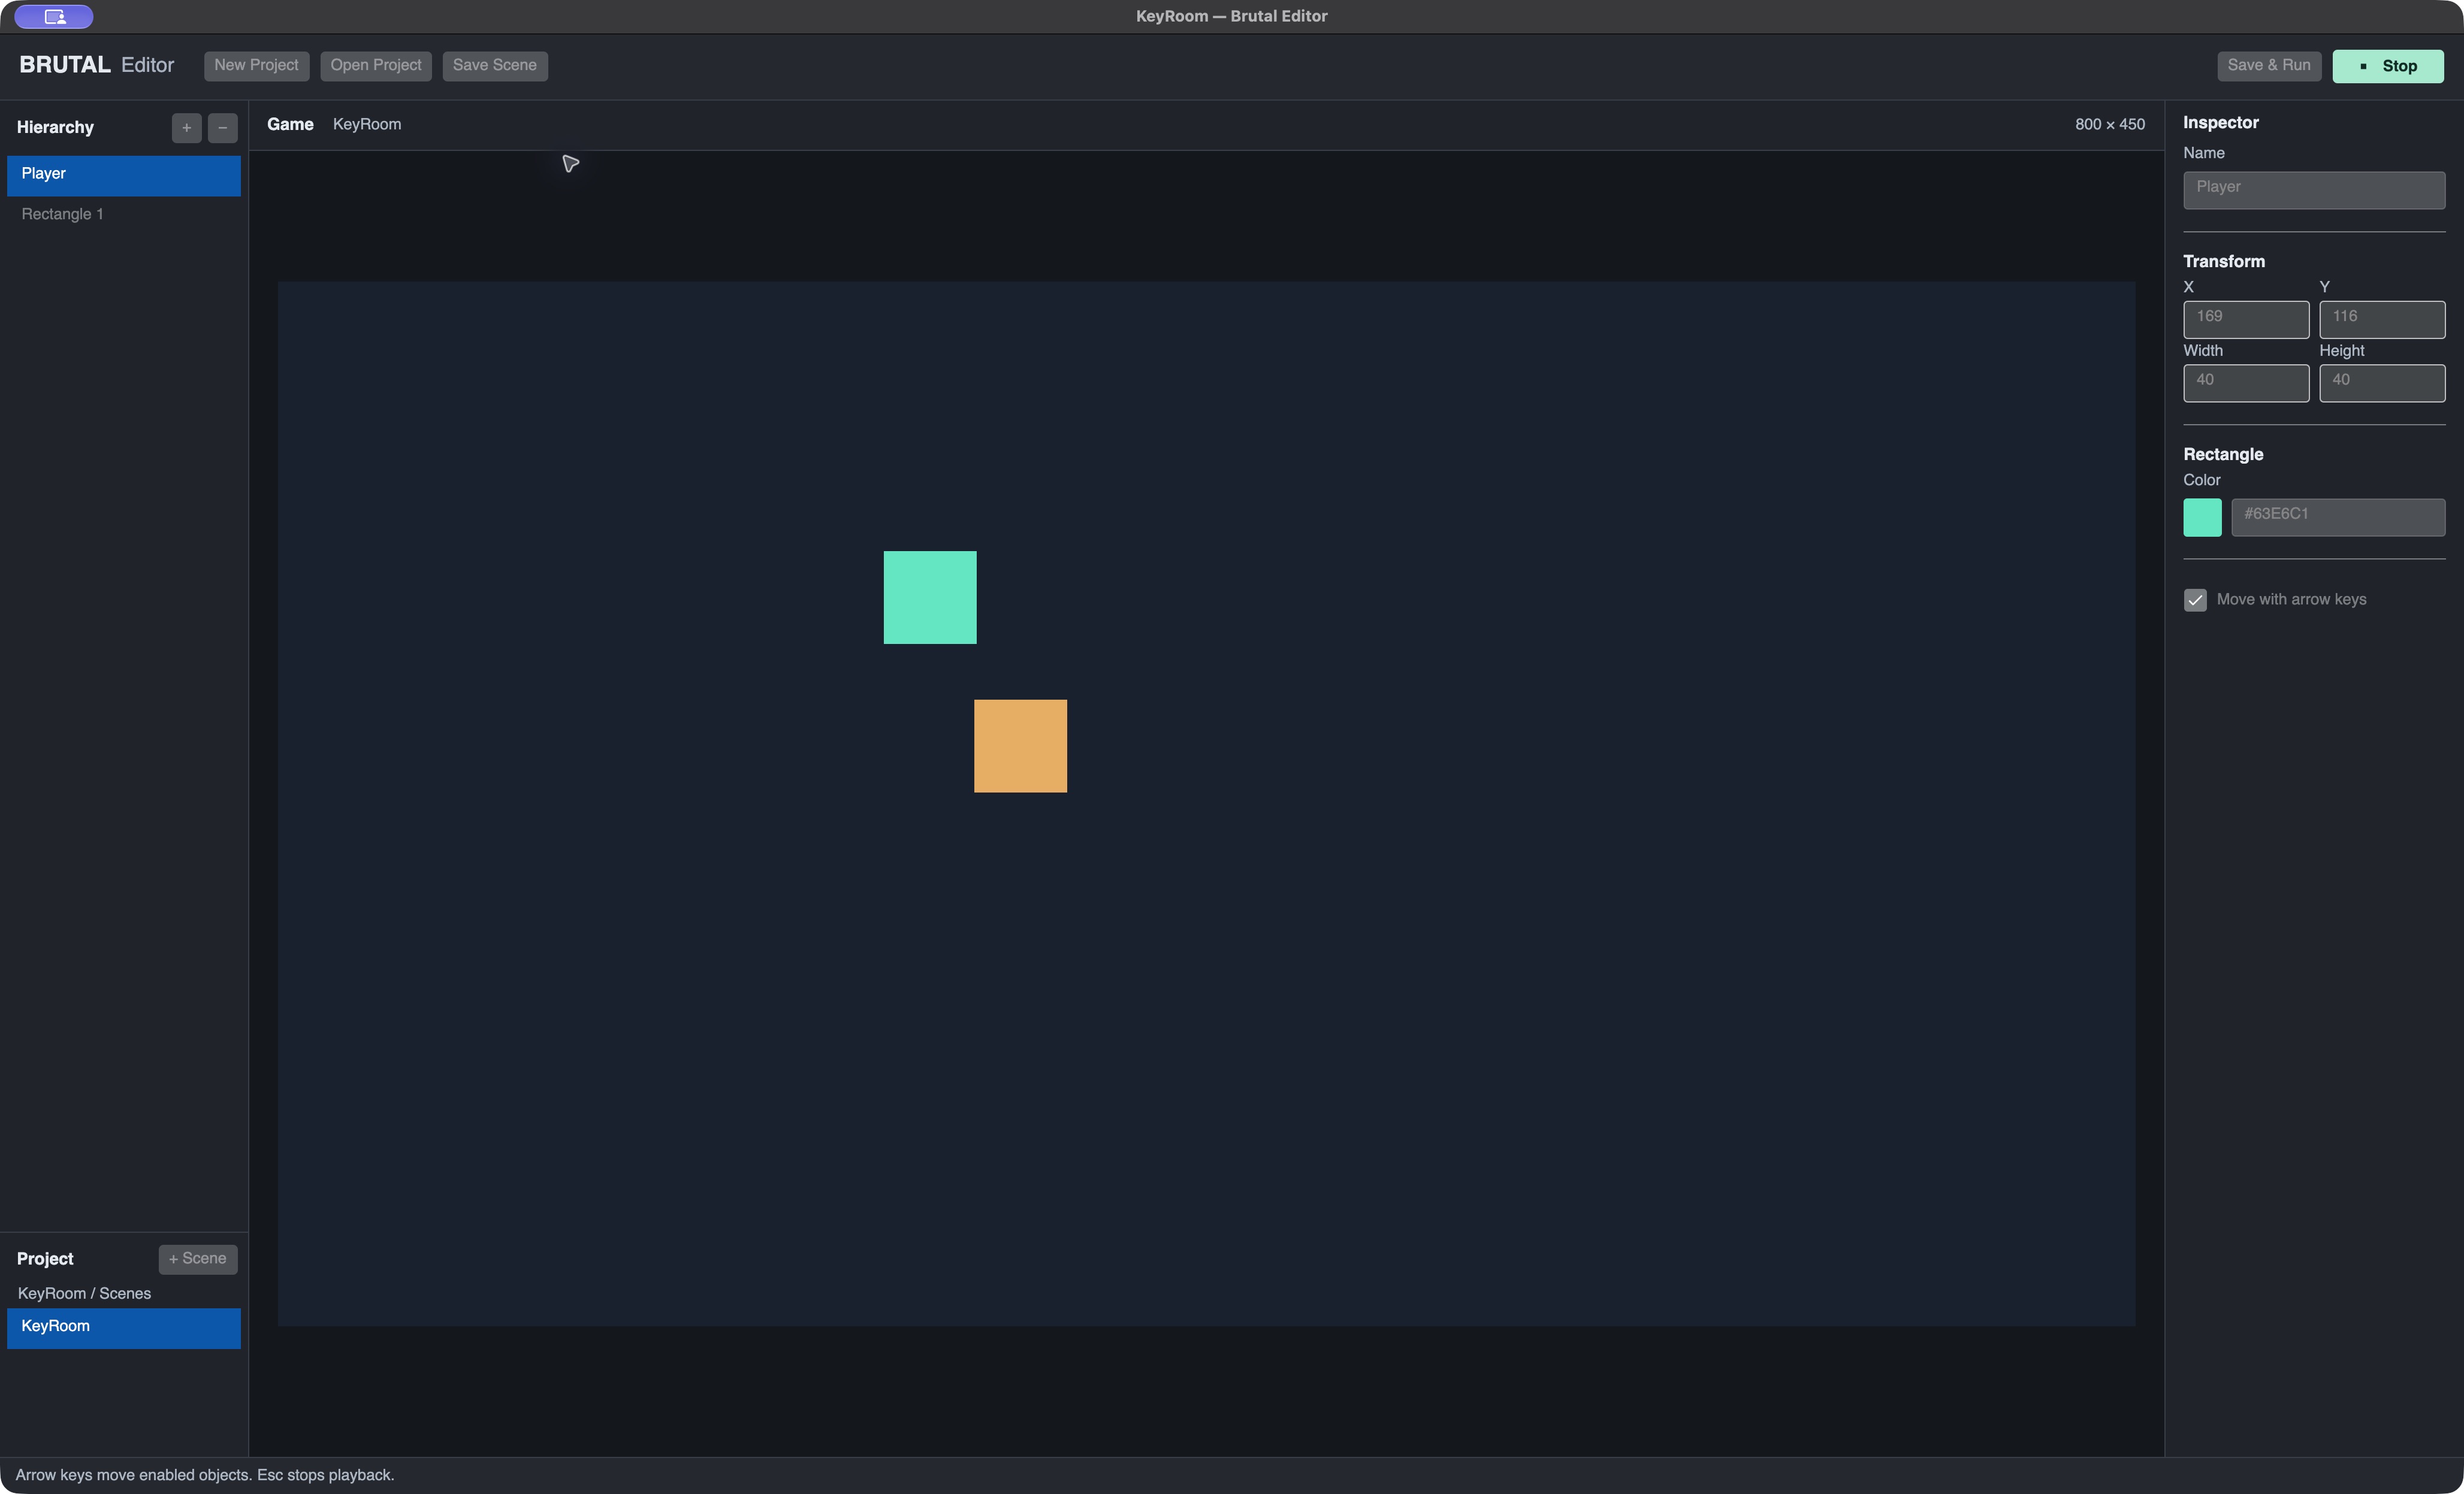 KeyRoom — Brutal Editor
BRUTAL Editor
New Project
Open Project
Save Scene
Save & Run
Stop
Hierarchy
+
−
Player
Rectangle 1
Game
KeyRoom
800 × 450
Inspector
Name
Player
Transform
X
Y
169
116
Width
Height
40
40
Rectangle
Color
#63E6C1
Move with arrow keys
Project
+ Scene
KeyRoom / Scenes
KeyRoom
Arrow keys move enabled objects. Esc stops playback.